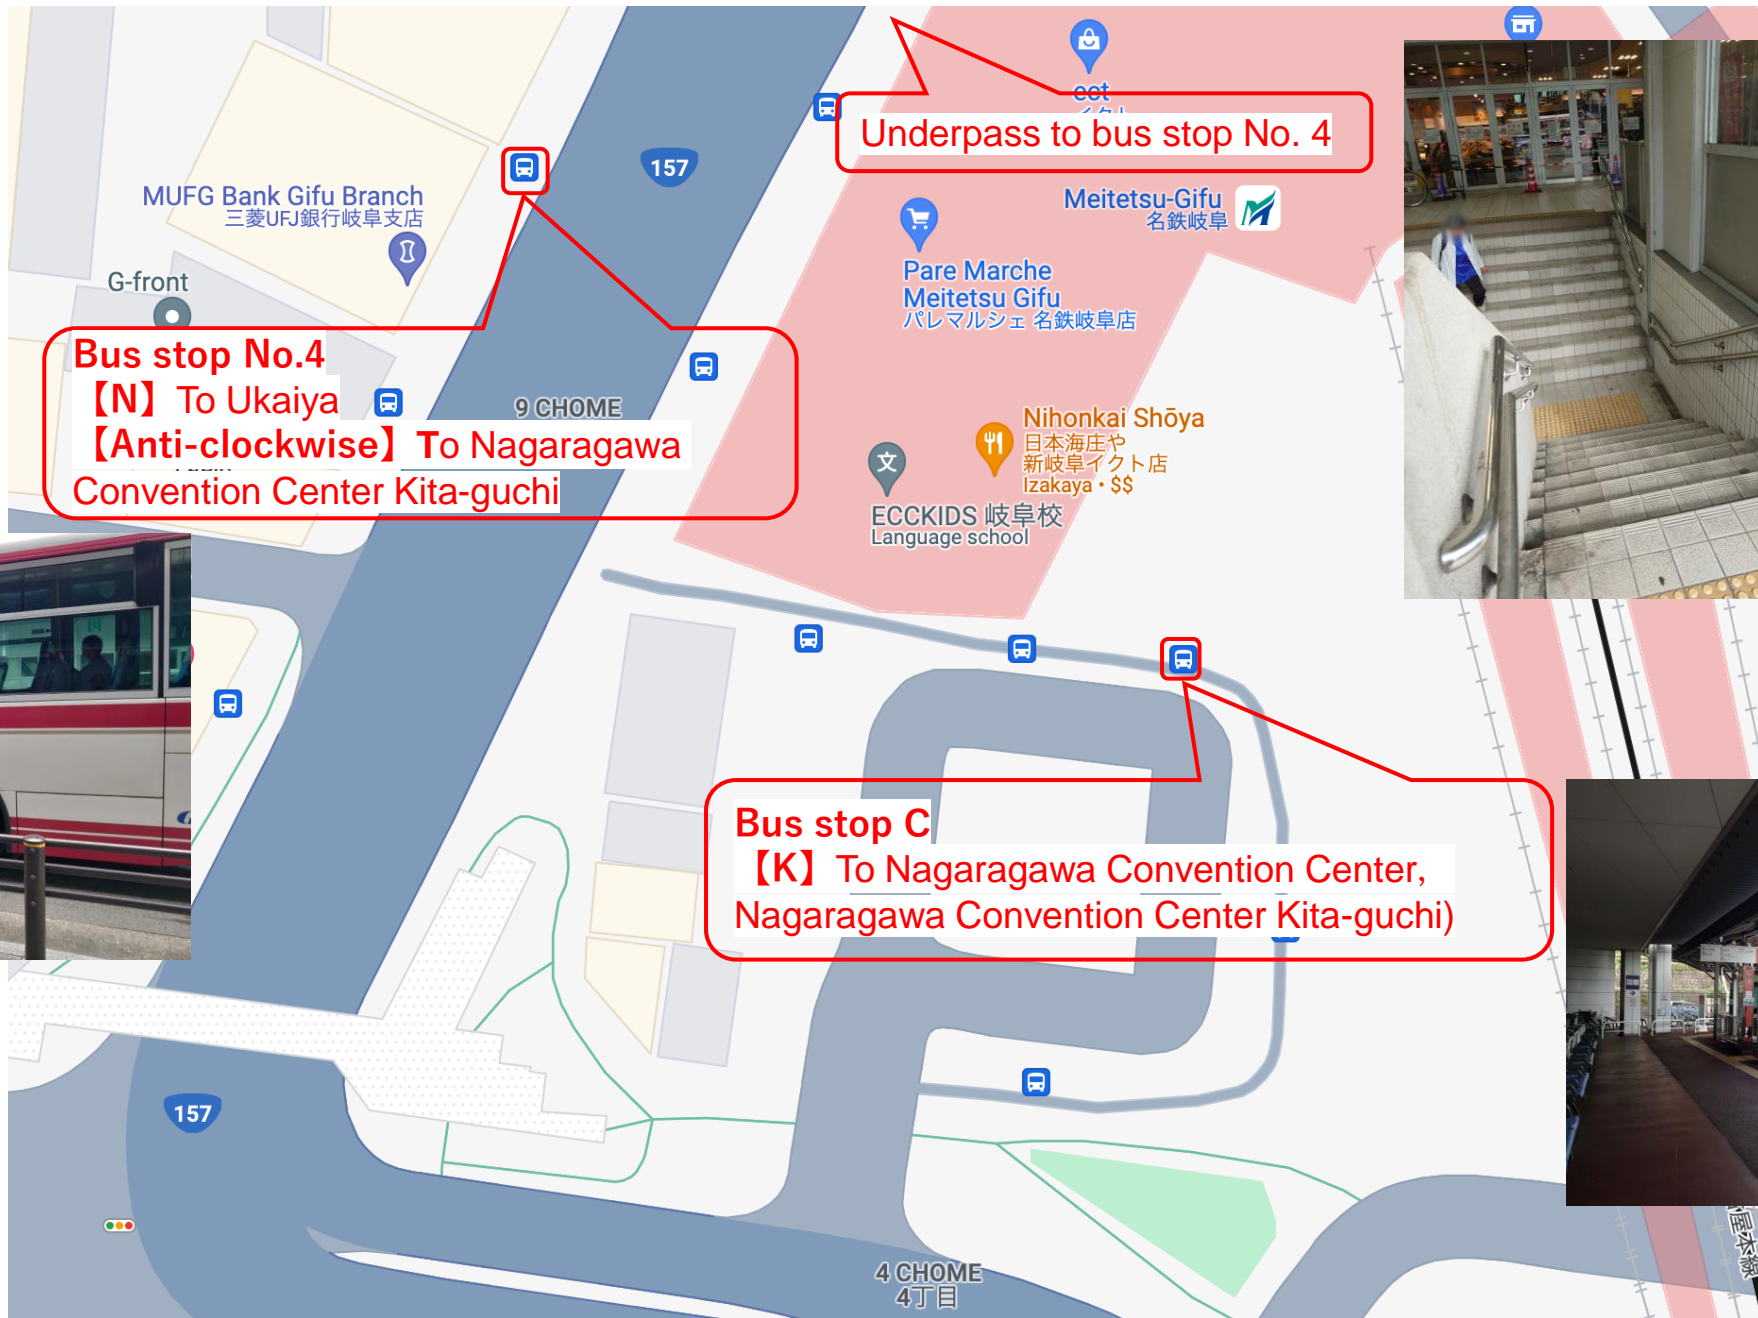 ect
Underpass to bus stop No. 4
157
MUFG Bank Gifu Branch
三菱UFJ銀行岐阜支店
Meitetsu-Gifu
名鉄岐阜
G-front
Pare Marche
Meitetsu Gifu
パレマルシェ 名鉄岐阜店
Bus stop No.4
【N】To Ukaiya
【Anti-clockwise】To Nagaragawa
Convention Center Kita-guchi
9 CHOME
Nihonkai Shōya
日本海庄や
新岐阜イクト店
Izakaya • $$
文
ECCKIDS 岐阜校
Language school
Bus stop C
【K】To Nagaragawa Convention Center,
Nagaragawa Convention Center Kita-guchi)
157
4 CHOME
4丁目
屋本線